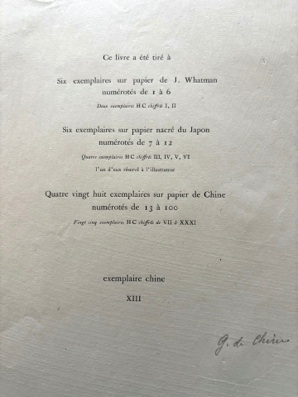 Ce livre a été tiré à
Six exemplaires sur papier de J. Whatman
numérotés de 1 à 6
Deux exemplaires HC chiffrés I, II
Six exemplaires sur papier nacré du Japon
numérotés de 7 à 12
Quatre exemplaires HC chiffrés III, IV, V, VI
l'un d'eux réservé à l'illustrateur
Quatre vingt huit exemplaires sur papier de Chine
numérotés de 13 à 100
Vingt cinq exemplaires HC chiffrés de VII à XXXI
exemplaire chine
XIII
G. de Chirico